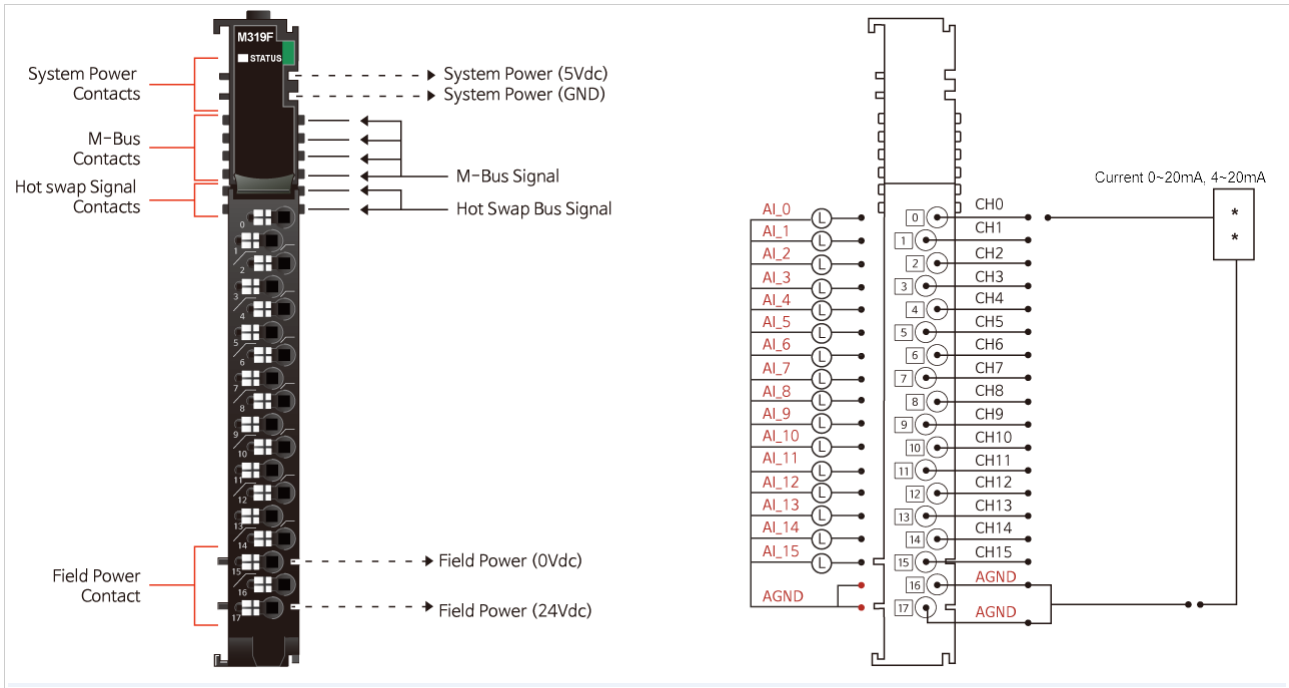 M319F
STATUS
System Power
Contacts
System Power (5Vdc)
System Power (GND)
M-Bus
Contacts
M-Bus Signal
Hot swap Signal
Contacts
Hot Swap Bus Signal
0
1
2
3
4
5
6
7
8
9
10
11
12
13
14
15
16
17
Field Power
Contact
Field Power (0Vdc)
Field Power (24Vdc)
Current 0~20mA, 4~20mA
*
*
AI_0 L 0 CH0
AI_1 L 1 CH1
AI_2 L 2 CH2
AI_3 L 3 CH3
AI_4 L 4 CH4
AI_5 L 5 CH5
AI_6 L 6 CH6
AI_7 L 7 CH7
AI_8 L 8 CH8
AI_9 L 9 CH9
AI_10 L 10 CH10
AI_11 L 11 CH11
AI_12 L 12 CH12
AI_13 L 13 CH13
AI_14 L 14 CH14
AI_15 L 15 CH15
16 AGND
AGND 17 AGND